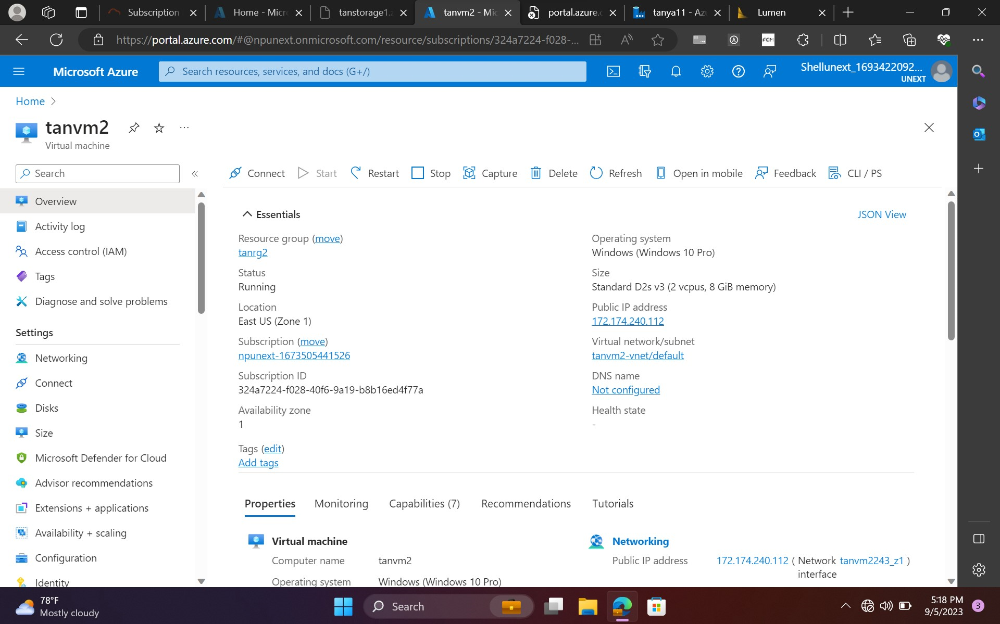 Subscription
Home - Micr
tanstorage1.
tanvm2 - Mic
portal.azure.
tanya11 - Az
Lumen
https://portal.azure.com/#@npunext.onmicrosoft.com/resource/subscriptions/324a7224-f028-...
FCM
Microsoft Azure
Search resources, services, and docs (G+/)
Shellunext_1693422092...
UNEXT
Home
tanvm2
Virtual machine
Search
Connect
Start
Restart
Stop
Capture
Delete
Refresh
Open in mobile
Feedback
CLI / PS
Overview
Activity log
Access control (IAM)
Tags
Diagnose and solve problems
Settings
Networking
Connect
Disks
Size
Microsoft Defender for Cloud
Advisor recommendations
Extensions + applications
Availability + scaling
Configuration
Identity
Essentials
JSON View
Resource group (move)
tanrg2
Status
Running
Location
East US (Zone 1)
Subscription (move)
npunext-1673505441526
Subscription ID
324a7224-f028-40f6-9a19-b8b16ed4f77a
Availability zone
1
Tags (edit)
Add tags
Operating system
Windows (Windows 10 Pro)
Size
Standard D2s v3 (2 vcpus, 8 GiB memory)
Public IP address
172.174.240.112
Virtual network/subnet
tanvm2-vnet/default
DNS name
Not configured
Health state
-
Properties
Monitoring
Capabilities (7)
Recommendations
Tutorials
Virtual machine
Computer name tanvm2
Operating system Windows (Windows 10 Pro)
Networking
Public IP address 172.174.240.112 ( Network tanvm2243_z1 )
interface
78°F
Mostly cloudy
Search
5:18 PM
9/5/2023
3